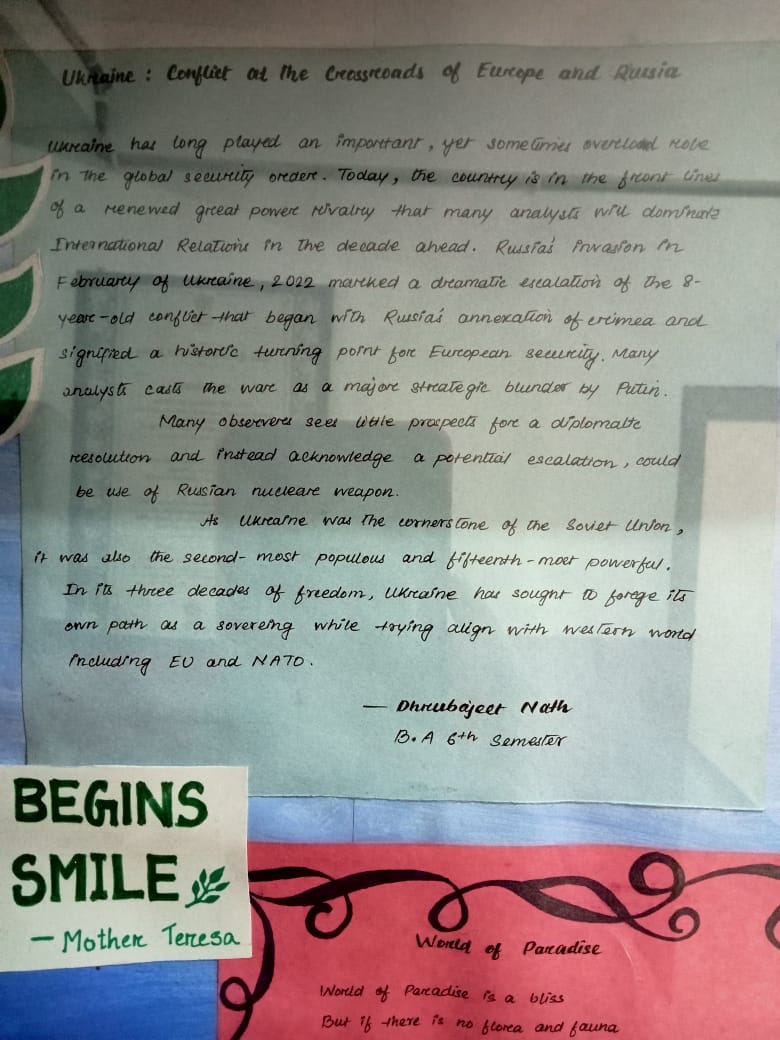 Ukraine : Conflict at the Crossroads of Europe and Russia
Ukraine has long played an important, yet sometimes overlooad role
in the global security order. Today, the country is in the front lines
of a renewed great power rivalry that many analysts will dominate
International Relations in the decade ahead. Russia's invasion in
February of Ukraine, 2022 marked a dramatic escalation of the 8-
year-old conflict that began with Russia's annexation of crimea and
signified a historic turning point for European security. Many
analysts casts the war as a major strategic blunder by Putin.
Many observers sees little prospects for a diplomatic
resolution and instead acknowledge a potential escalation, could
be use of Russian nuclear weapon.
As Ukraine was the cornerstone of the Soviet Union,
it was also the second-most populous and fifteenth-most powerful.
In its three decades of freedom, Ukraine has sought to forge its
own path as a sovereing while trying align with western world
including EU and NATO.
— Dhrubajeet Nath
B.A 6th Semester
BEGINS
SMILE
— Mother Teresa
World of Paradise
World of Paradise is a bliss
But if there is no flora and fauna